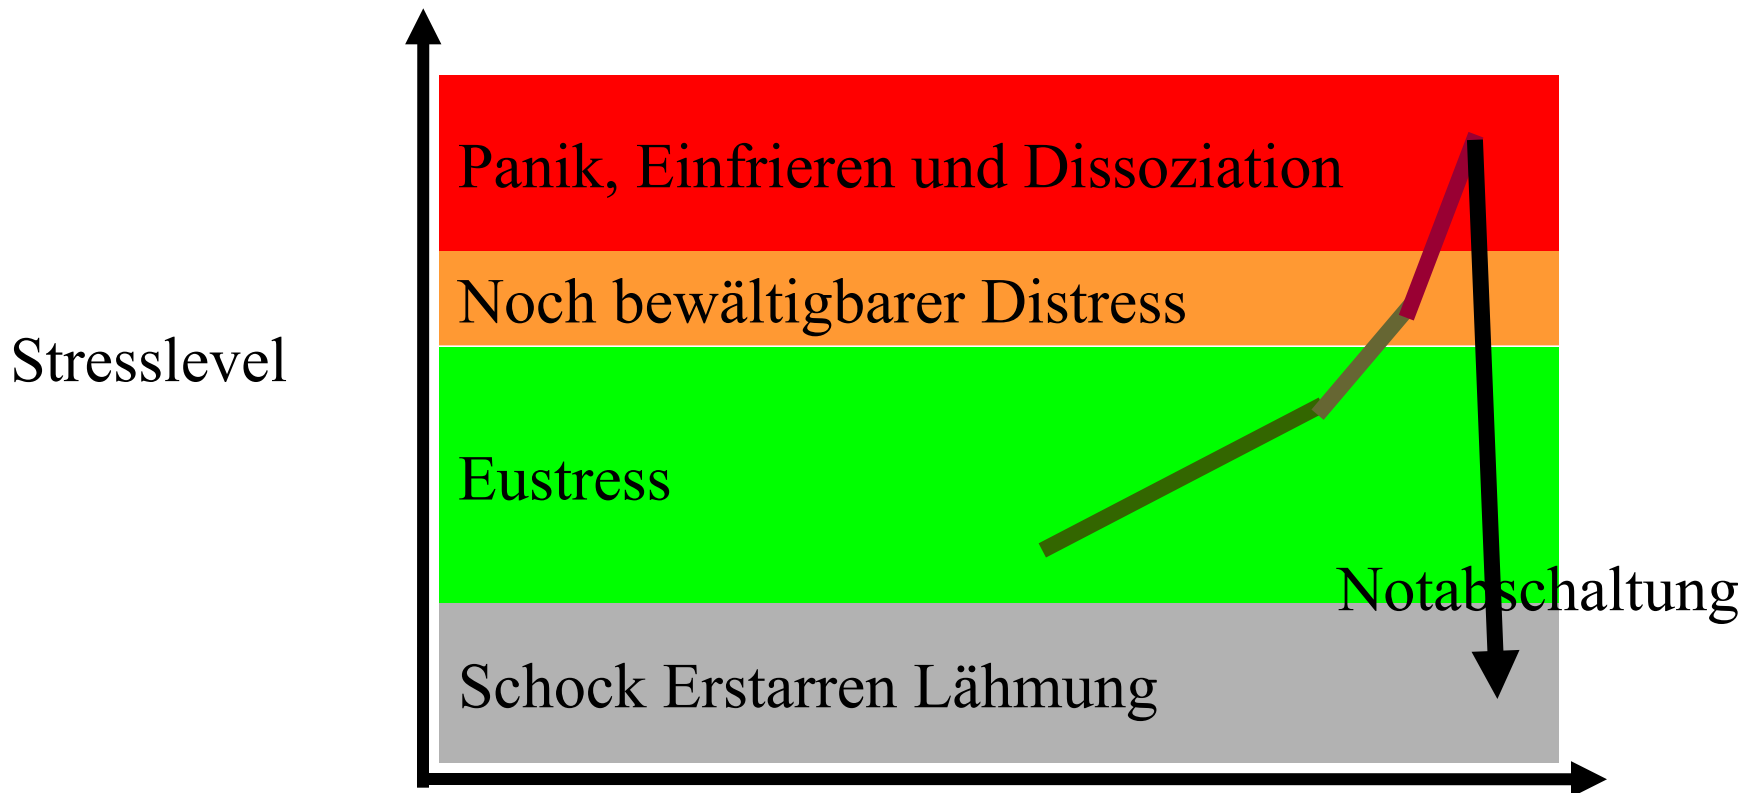 Panik, Einfrieren und Dissoziation
Noch bewältigbarer Distress
Stresslevel
Eustress
Notabschaltung
Schock Erstarren Lähmung